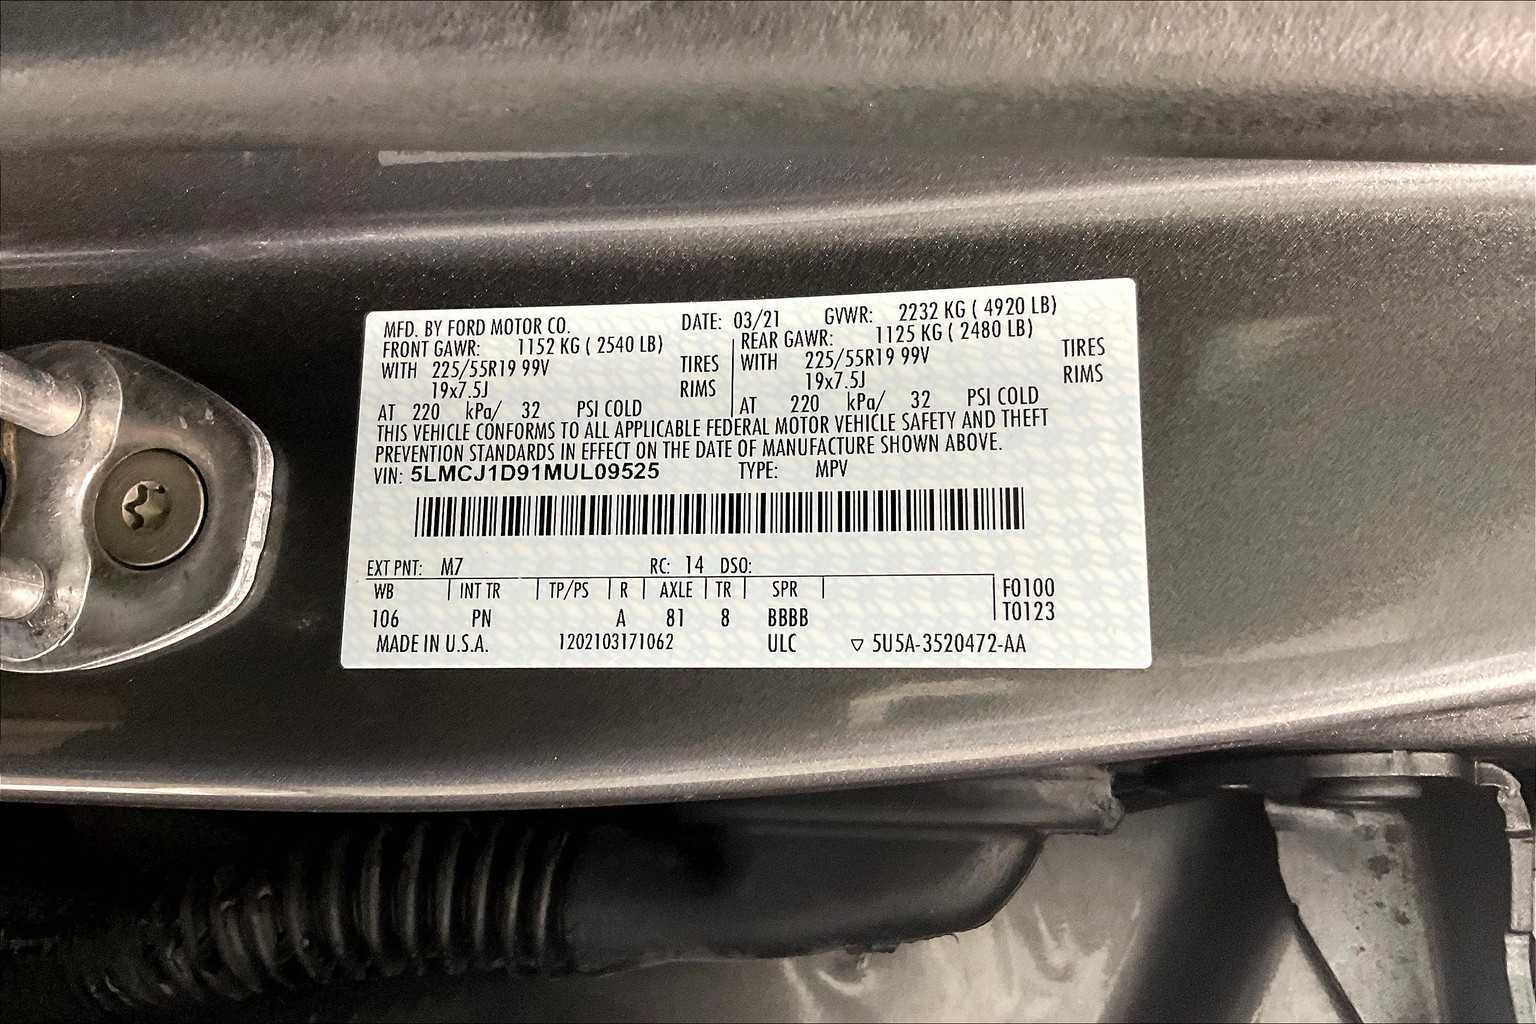 MFD. BY FORD MOTOR CO. DATE: 03/21 GVWR: 2232 KG ( 4920 LB)
FRONT GAWR: 1152 KG ( 2540 LB) REAR GAWR: 1125 KG ( 2480 LB)
WITH 225/55R19 99V TIRES WITH 225/55R19 99V TIRES
19x7.5J RIMS 19x7.5J RIMS
AT 220 kPa/ 32 PSI COLD AT 220 kPa/ 32 PSI COLD
THIS VEHICLE CONFORMS TO ALL APPLICABLE FEDERAL MOTOR VEHICLE SAFETY AND THEFT
PREVENTION STANDARDS IN EFFECT ON THE DATE OF MANUFACTURE SHOWN ABOVE.
VIN: 5LMCJ1D91MUL09525 TYPE: MPV
EXT PNT: M7 RC: 14 DSO:
WB INT TR TP/PS R AXLE TR SPR F0100
106 PN A 81 8 BBBB T0123
MADE IN U.S.A. 1202103171062 ULC ▽ 5U5A-3520472-AA